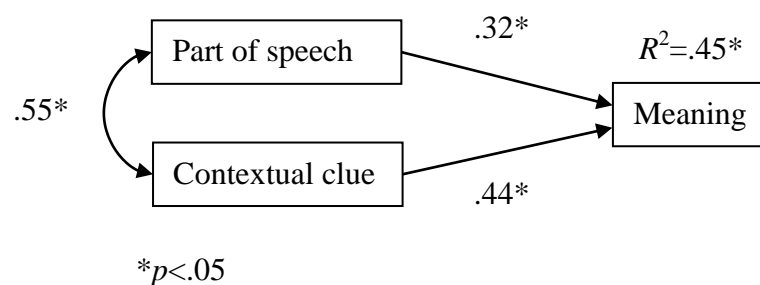 .32*
R²=.45*
Part of speech
.55*
Meaning
Contextual clue
.44*
*p<.05